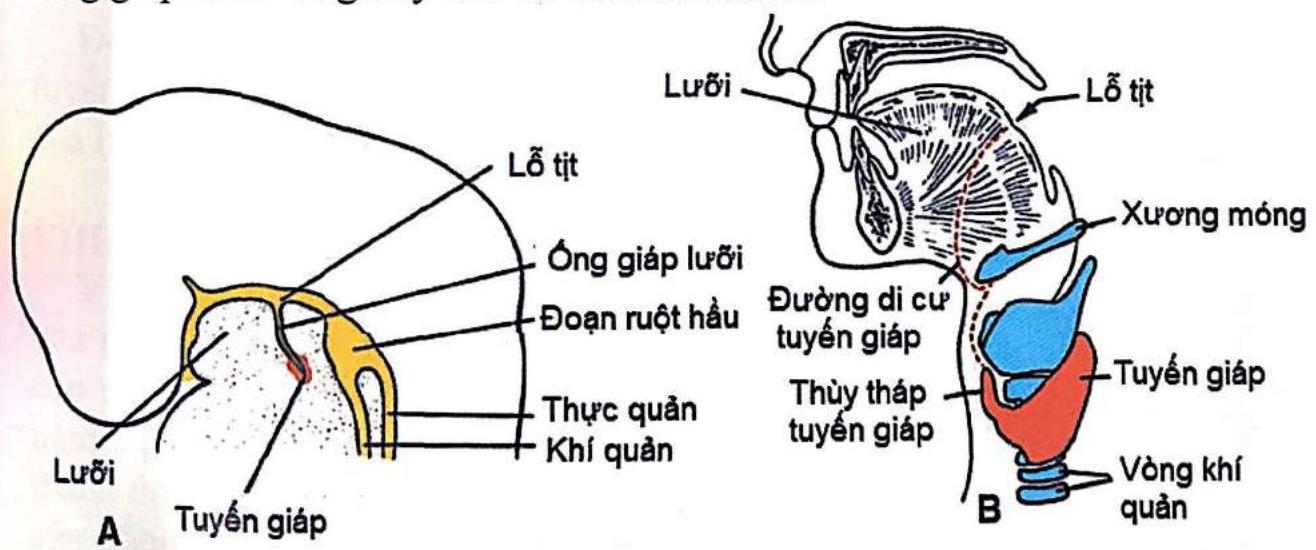 Lỗ tịt
Ống giáp lưỡi
Đoạn ruột hầu
Thực quản
Khí quản
Lưỡi
Tuyến giáp
A
Lưỡi
Lỗ tịt
Xương móng
Đường di cư
tuyến giáp
Thùy tháp
tuyến giáp
Tuyến giáp
Vòng khí
quản
B